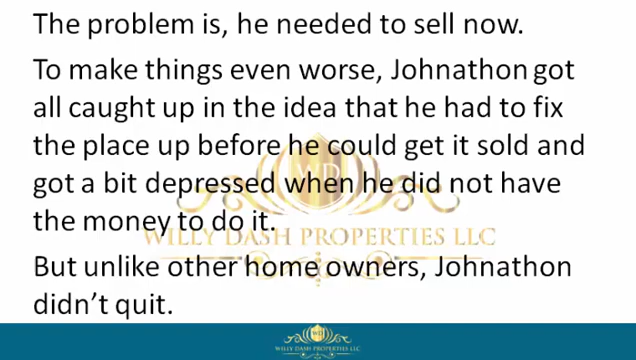 The problem is, he needed to sell now.
To make things even worse, Johnathon got
all caught up in the idea that he had to fix
the place up before he could get it sold and
got a bit depressed when he did not have
the money to do it.
WILLY DASH PROPERTIES LLC
But unlike other home owners, Johnathon
didn't quit.
WILLY DASH PROPERTIES LLC